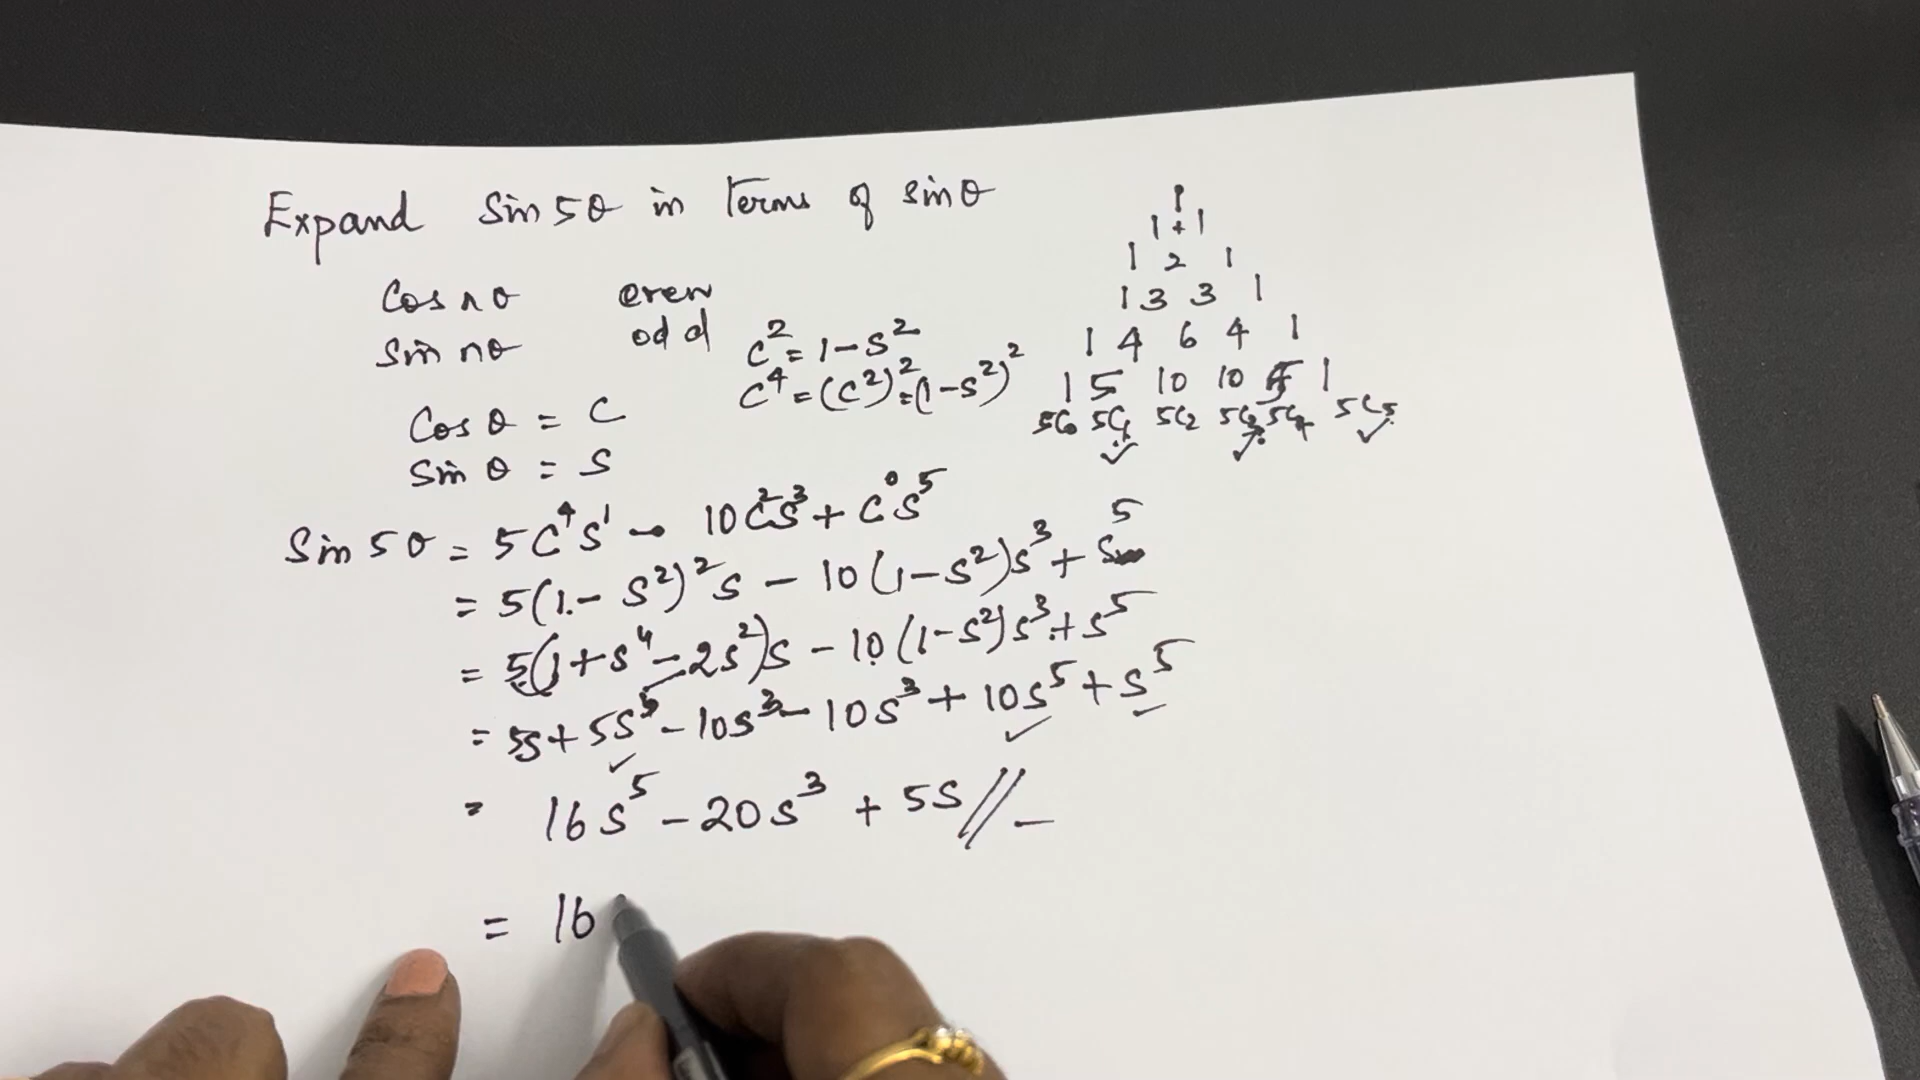 Expand Sin 5θ in Terms of sin θ
Cos nθ even
Sin nθ odd
C² = 1 - S²
C⁴ = (C²)² = (1 - S²)²
Cos θ = C
Sin θ = S
1
1 + 1
1 2 1
1 3 3 1
1 4 6 4 1
1 5 10 10 5 1
5C₀ 5C₁ 5C₂ 5C₃ 5C₄ 5C₅
Sin 5θ = 5C⁴S¹ - 10C²S³ + C⁰S⁵
= 5(1 - S²)²S - 10(1 - S²)S³ + S⁵
= 5(1 + S⁴ - 2S²)S - 10(1 - S²)S³ + S⁵
= 5S + 5S⁵ - 10S³ - 10S³ + 10S⁵ + S⁵
= 16S⁵ - 20S³ + 5S //
= 16